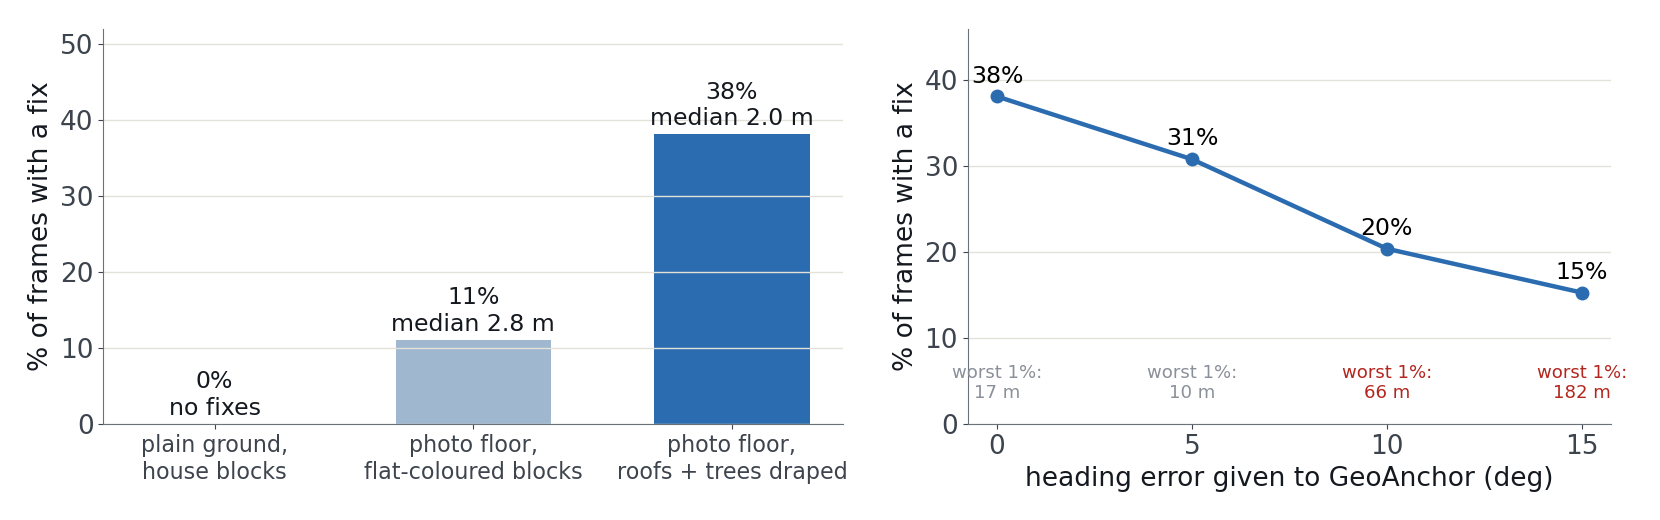 % of frames with a fix
50
40
30
20
10
0
38%
median 2.0 m
11%
median 2.8 m
0%
no fixes
plain ground,
house blocks
photo floor,
flat-coloured blocks
photo floor,
roofs + trees draped
% of frames with a fix
40
30
20
10
0
38%
31%
20%
15%
worst 1%:
17 m
worst 1%:
10 m
worst 1%:
66 m
worst 1%:
182 m
0
5
10
15
heading error given to GeoAnchor (deg)